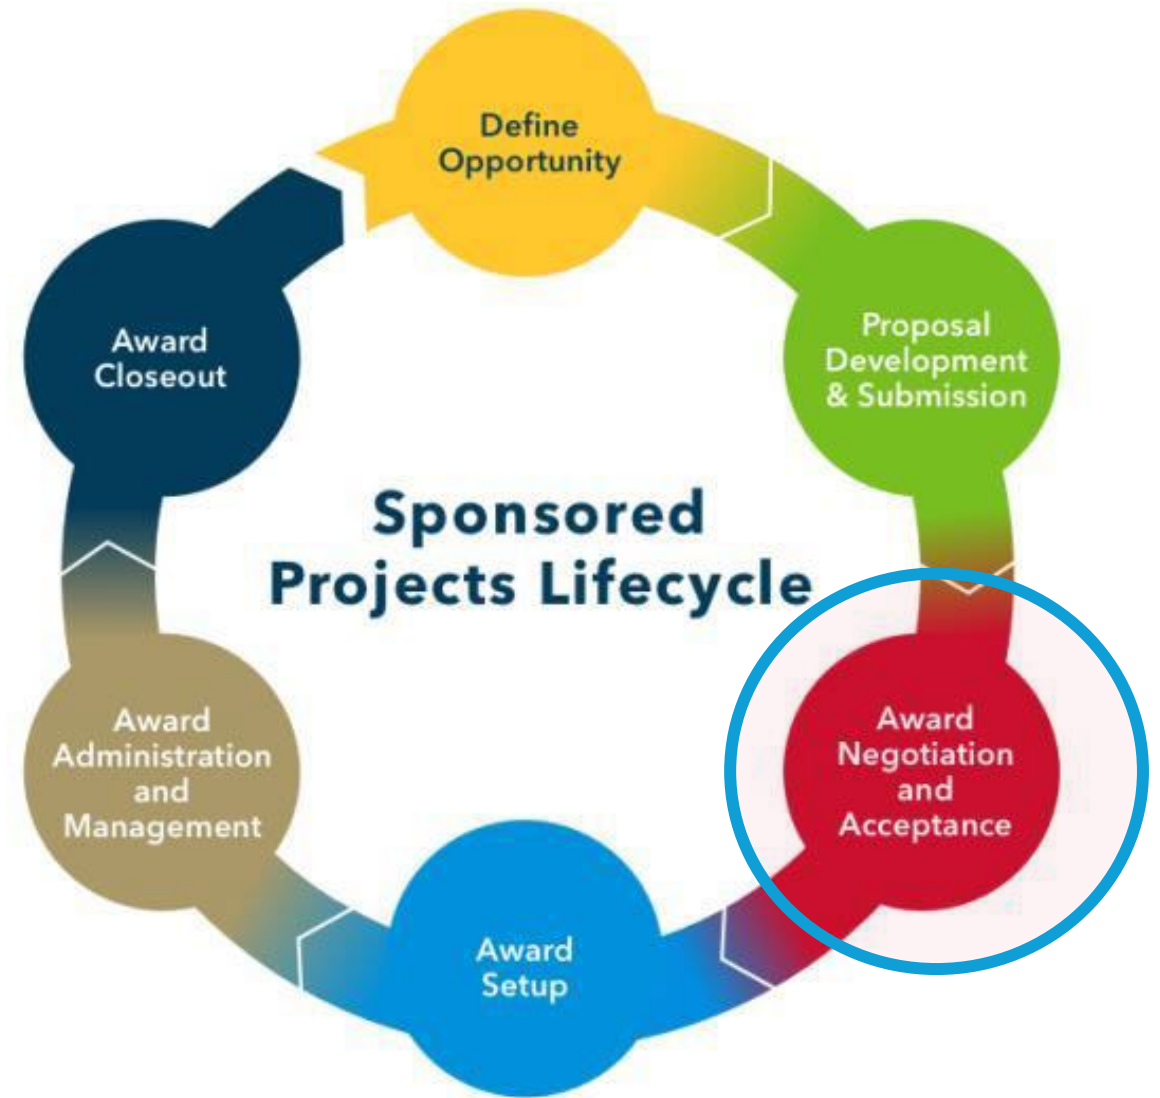 Define
Opportunity
Proposal
Development
& Submission
Award
Negotiation
and
Acceptance
Award
Setup
Award
Administration
and
Management
Award
Closeout
Sponsored
Projects Lifecycle